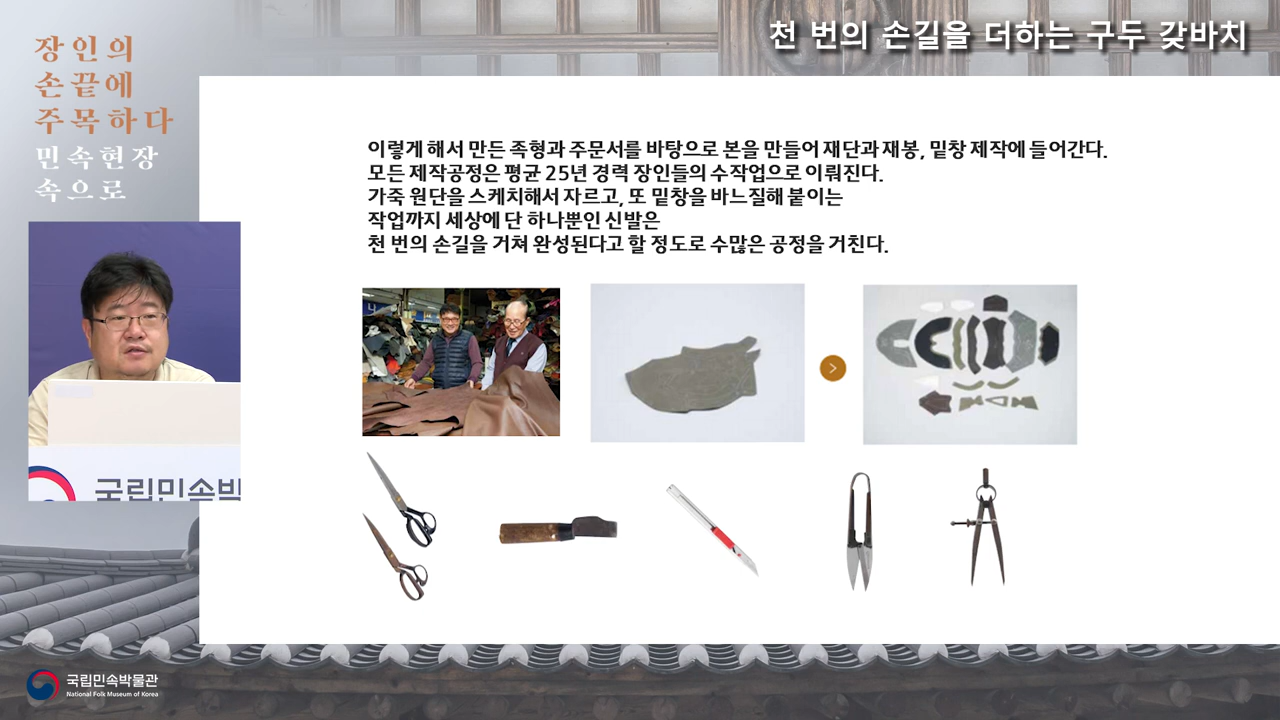 천 번의 손길을 더하는 구두 갖바치
장인의
손끝에
주목하다
민속현장
속으로
이렇게 해서 만든 족형과 주문서를 바탕으로 본을 만들어 재단과 재봉, 밑창 제작에 들어간다.
모든 제작공정은 평균 25년 경력 장인들의 수작업으로 이뤄진다.
가죽 원단을 스케치해서 자르고, 또 밑창을 바느질해 붙이는
작업까지 세상에 단 하나뿐인 신발은
천 번의 손길을 거쳐 완성된다고 할 정도로 수많은 공정을 거친다.
국립민속박
국립민속박물관
National Folk Museum of Korea